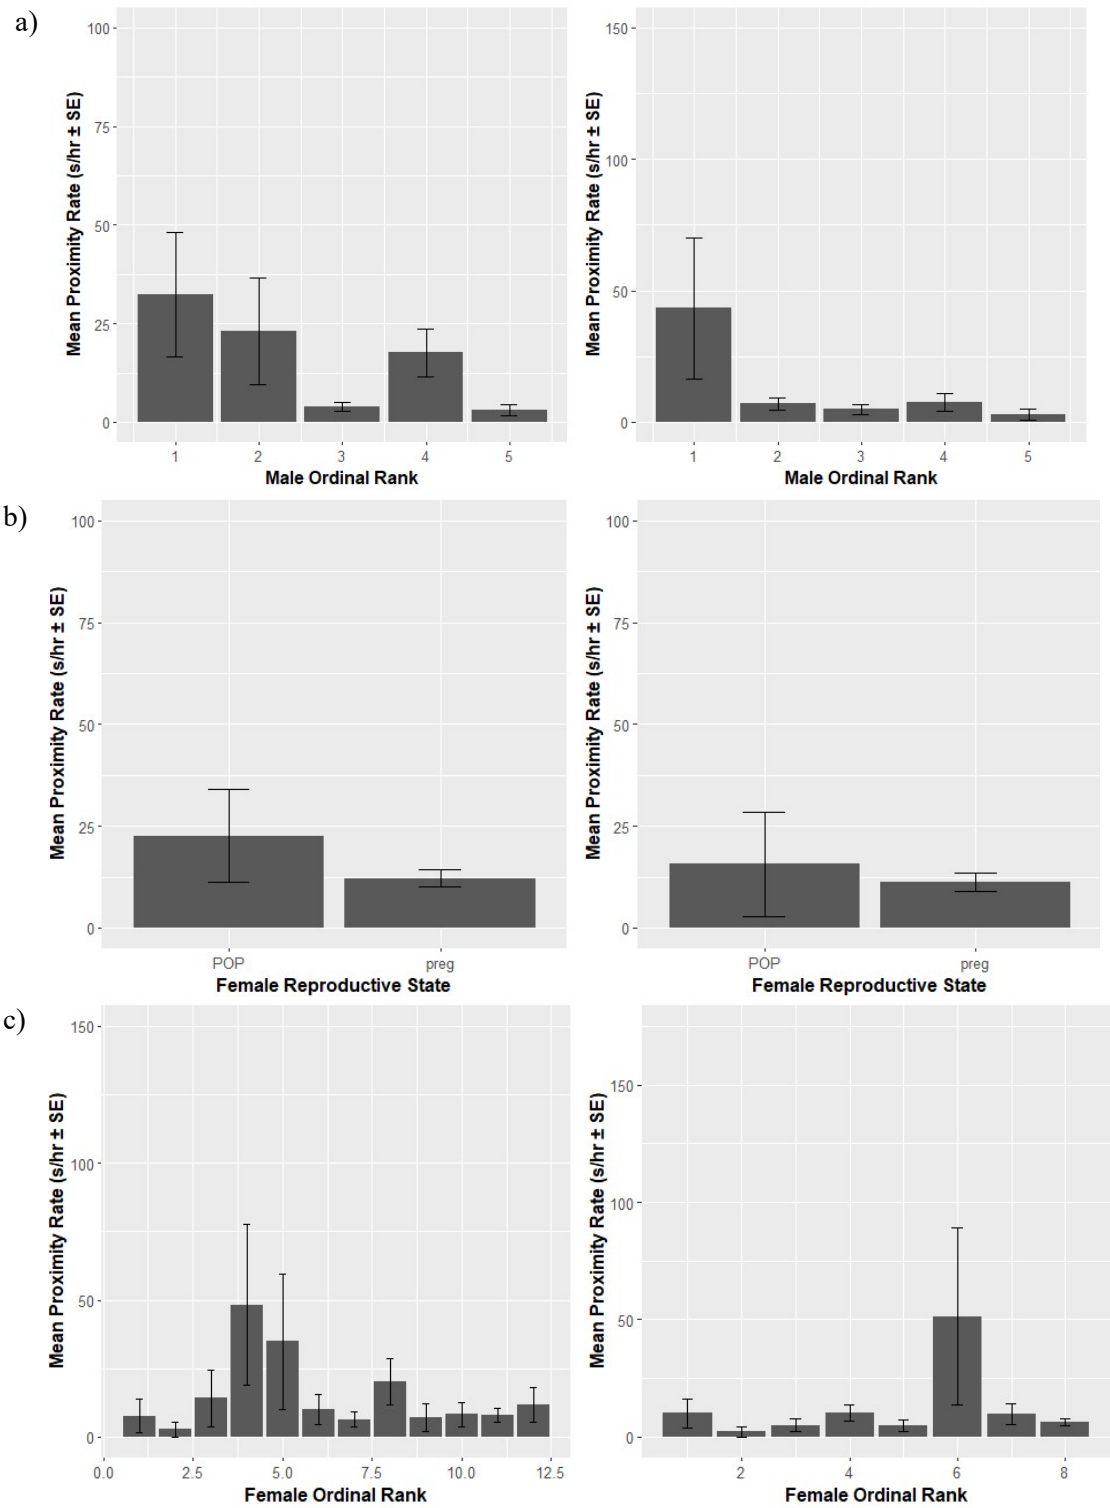 a)
100
75
50
25
0
Mean Proximity Rate (s/hr ± SE)
1 2 3 4 5
Male Ordinal Rank
150
100
50
0
Mean Proximity Rate (s/hr ± SE)
1 2 3 4 5
Male Ordinal Rank
b)
100
75
50
25
0
Mean Proximity Rate (s/hr ± SE)
POP preg
Female Reproductive State
100
75
50
25
0
Mean Proximity Rate (s/hr ± SE)
POP preg
Female Reproductive State
c)
150
100
50
0
Mean Proximity Rate (s/hr ± SE)
0.0 2.5 5.0 7.5 10.0 12.5
Female Ordinal Rank
150
100
50
0
Mean Proximity Rate (s/hr ± SE)
2 4 6 8
Female Ordinal Rank